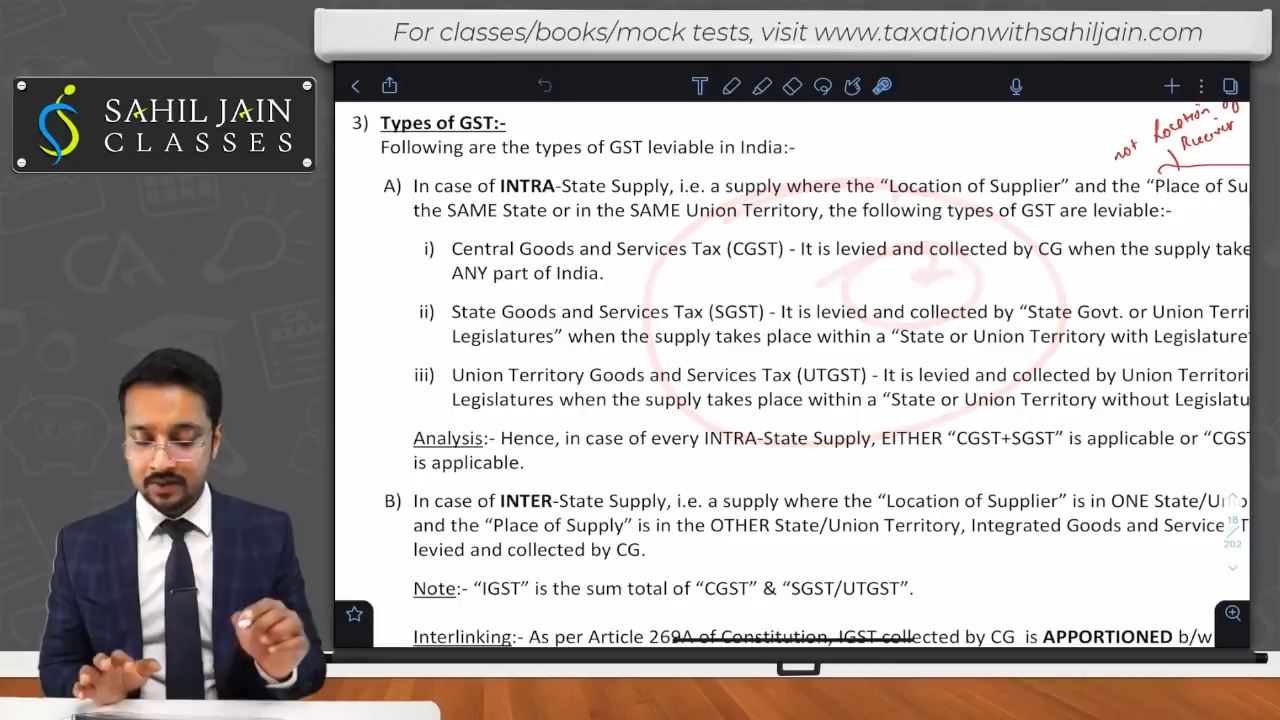 For classes/books/mock tests, visit www.taxationwithsahiljain.com
SAHIL JAIN
CLASSES
3) Types of GST:-
Following are the types of GST leviable in India:-
not Location of
Receiver
A) In case of INTRA-State Supply, i.e. a supply where the “Location of Supplier” and the “Place of Su
the SAME State or in the SAME Union Territory, the following types of GST are leviable:-
i) Central Goods and Services Tax (CGST) - It is levied and collected by CG when the supply take
ANY part of India.
ii) State Goods and Services Tax (SGST) - It is levied and collected by “State Govt. or Union Terri
Legislatures” when the supply takes place within a “State or Union Territory with Legislature
iii) Union Territory Goods and Services Tax (UTGST) - It is levied and collected by Union Territori
Legislatures when the supply takes place within a “State or Union Territory without Legislatu
Analysis:- Hence, in case of every INTRA-State Supply, EITHER “CGST+SGST” is applicable or “CGST
is applicable.
B) In case of INTER-State Supply, i.e. a supply where the “Location of Supplier” is in ONE State/Un
and the “Place of Supply” is in the OTHER State/Union Territory, Integrated Goods and Service T
levied and collected by CG.
18
202
Note:- “IGST” is the sum total of “CGST” & “SGST/UTGST”.
Interlinking:- As per Article 269A of Constitution, IGST collected by CG is APPORTIONED b/w